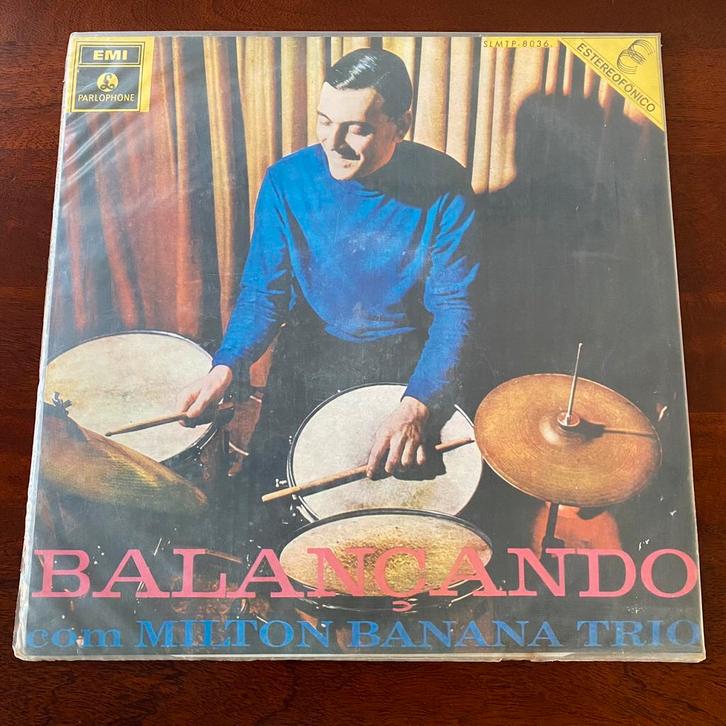 EMI
PARLOPHONE
SLMTP-8036.
ESTEREOFÔNICO
BALANÇANDO
com MILTON BANANA TRIO